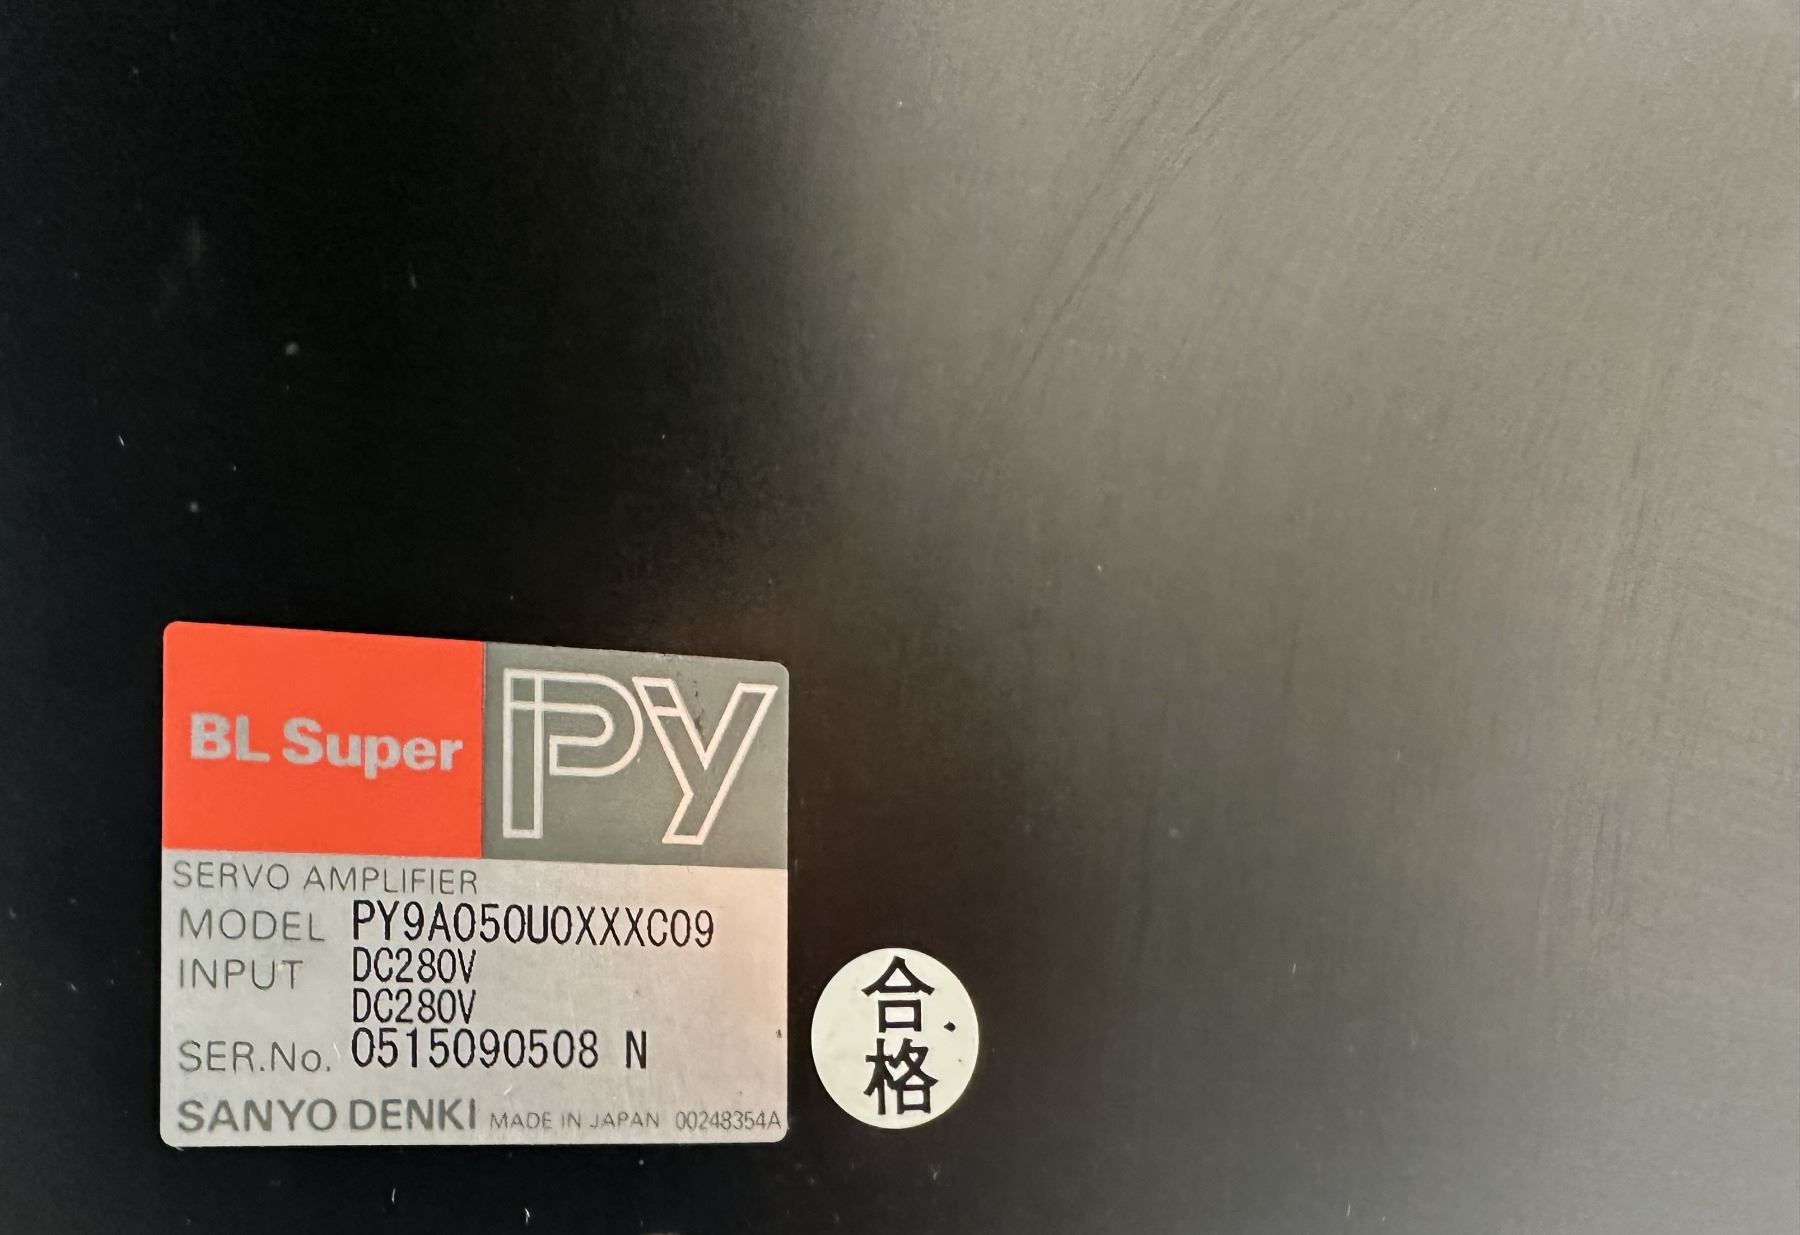 BL Super PY
SERVO AMPLIFIER
MODEL PY9A050U0XXXC09
INPUT DC280V
DC280V
SER.No. 0515090508 N
SANYO DENKI MADE IN JAPAN 00248354A
合
格